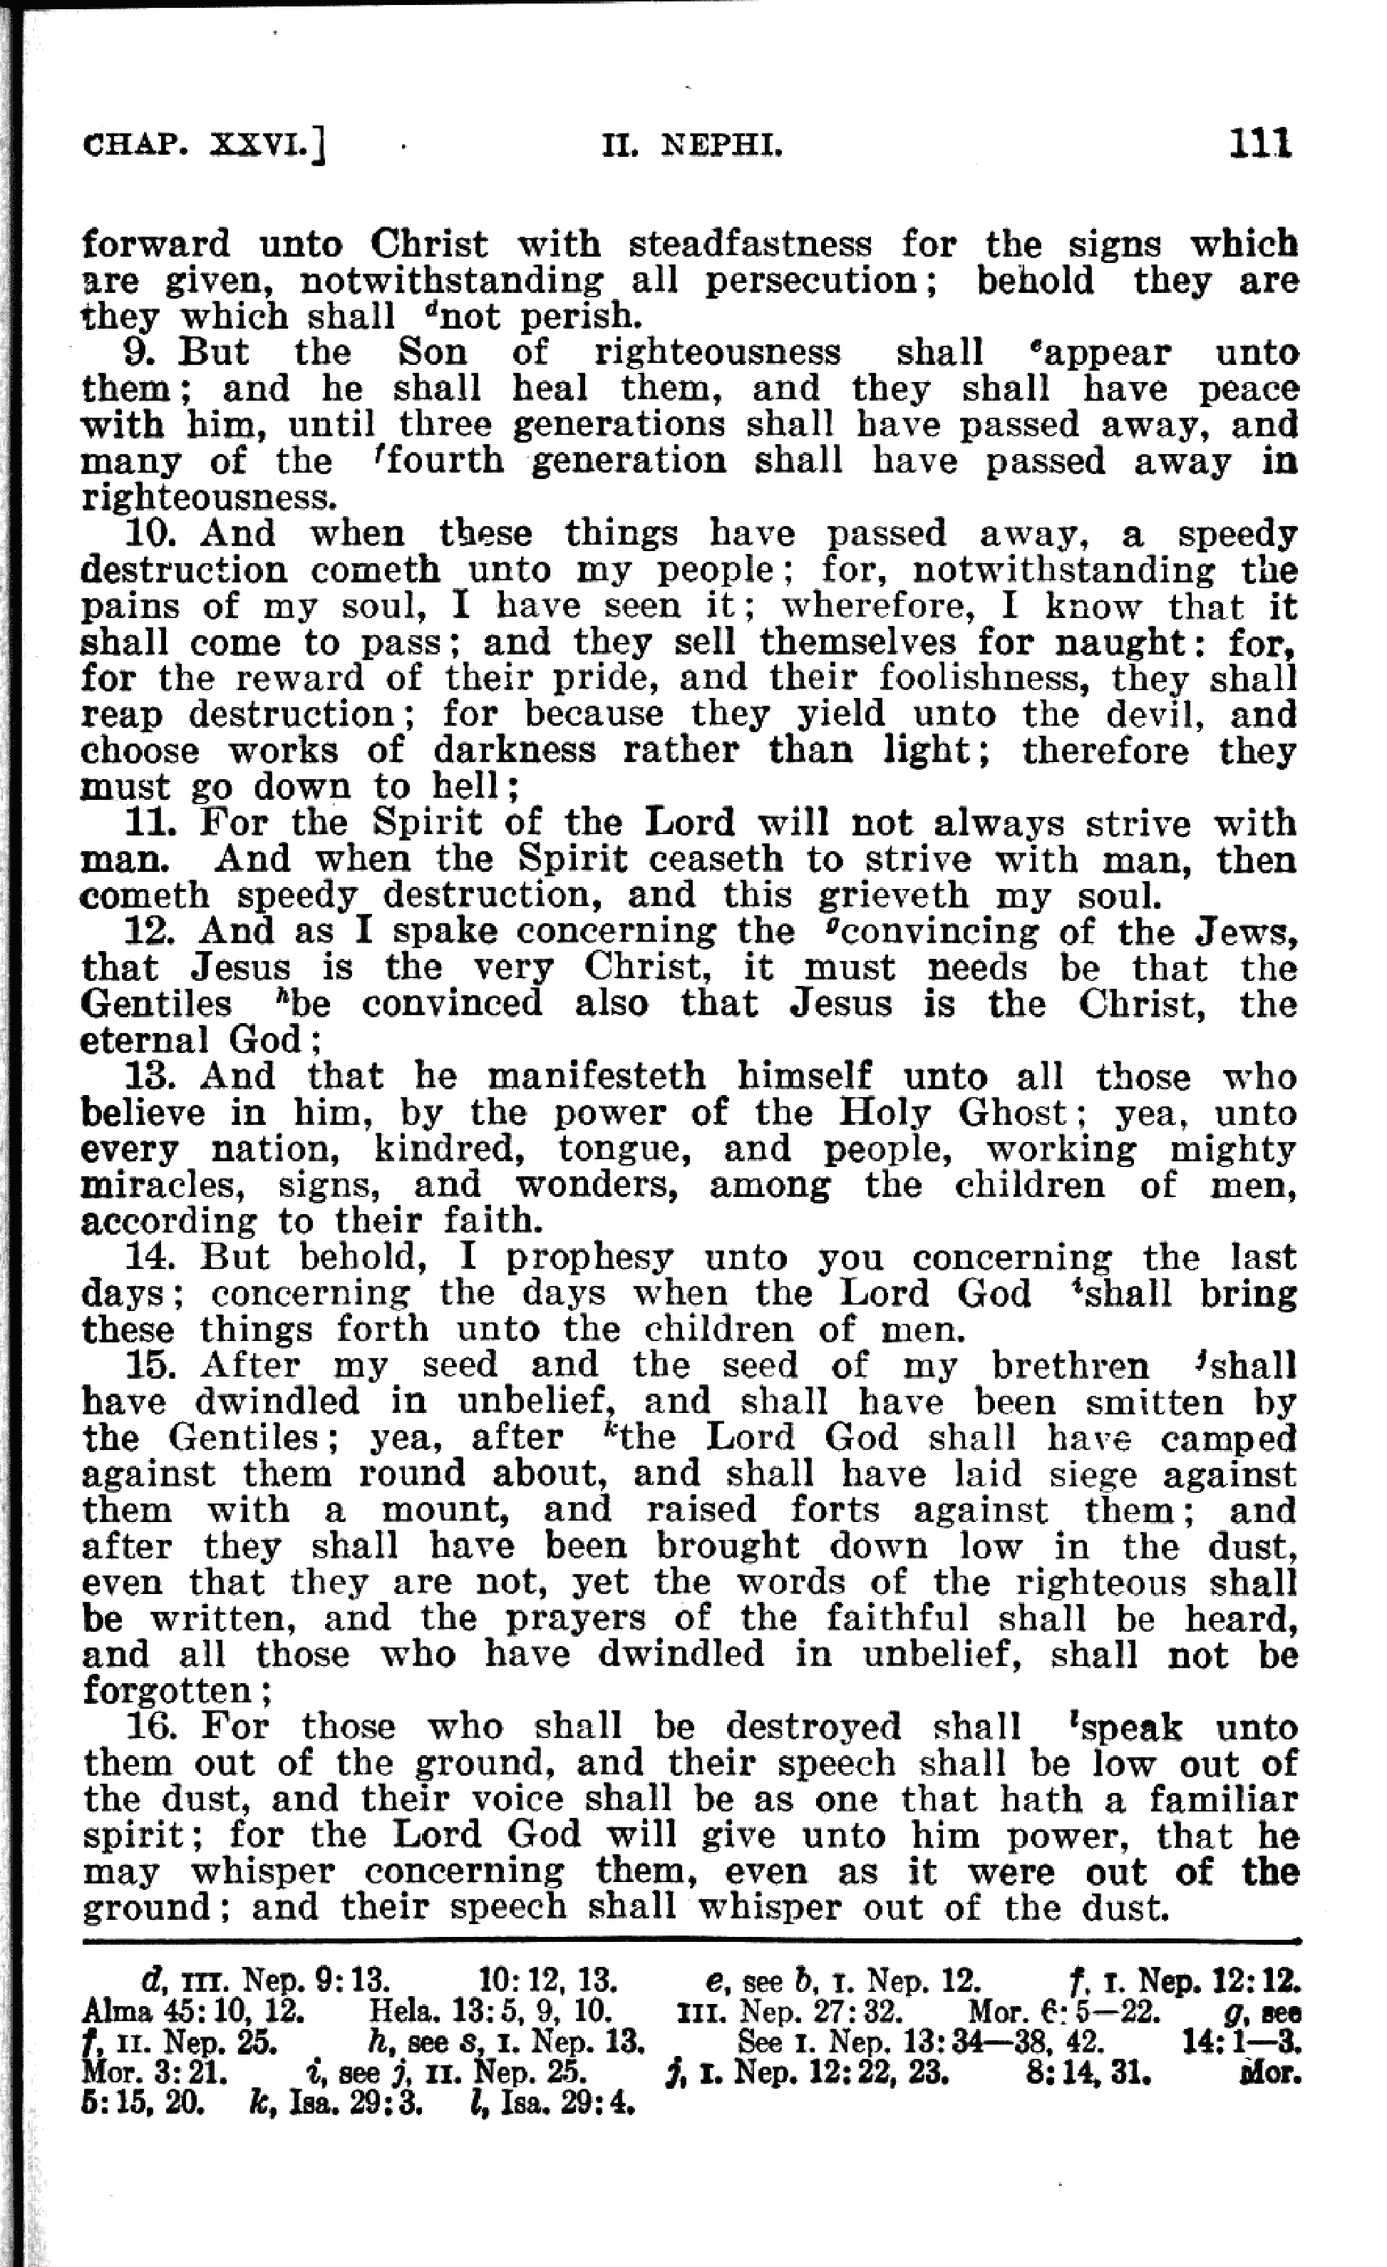 CHAP. XXVI.] II. NEPHI. 111
forward unto Christ with steadfastness for the signs which
are given, notwithstanding all persecution; behold they are
they which shall dnot perish.
9. But the Son of righteousness shall eappear unto
them; and he shall heal them, and they shall have peace
with him, until three generations shall have passed away, and
many of the ffourth generation shall have passed away in
righteousness.
10. And when these things have passed away, a speedy
destruction cometh unto my people; for, notwithstanding the
pains of my soul, I have seen it; wherefore, I know that it
shall come to pass; and they sell themselves for naught: for,
for the reward of their pride, and their foolishness, they shall
reap destruction; for because they yield unto the devil, and
choose works of darkness rather than light; therefore they
must go down to hell;
11. For the Spirit of the Lord will not always strive with
man. And when the Spirit ceaseth to strive with man, then
cometh speedy destruction, and this grieveth my soul.
12. And as I spake concerning the gconvincing of the Jews,
that Jesus is the very Christ, it must needs be that the
Gentiles hbe convinced also that Jesus is the Christ, the
eternal God;
13. And that he manifesteth himself unto all those who
believe in him, by the power of the Holy Ghost; yea, unto
every nation, kindred, tongue, and people, working mighty
miracles, signs, and wonders, among the children of men,
according to their faith.
14. But behold, I prophesy unto you concerning the last
days; concerning the days when the Lord God ishall bring
these things forth unto the children of men.
15. After my seed and the seed of my brethren jshall
have dwindled in unbelief, and shall have been smitten by
the Gentiles; yea, after kthe Lord God shall have camped
against them round about, and shall have laid siege against
them with a mount, and raised forts against them; and
after they shall have been brought down low in the dust,
even that they are not, yet the words of the righteous shall
be written, and the prayers of the faithful shall be heard,
and all those who have dwindled in unbelief, shall not be
forgotten;
16. For those who shall be destroyed shall lspeak unto
them out of the ground, and their speech shall be low out of
the dust, and their voice shall be as one that hath a familiar
spirit; for the Lord God will give unto him power, that he
may whisper concerning them, even as it were out of the
ground; and their speech shall whisper out of the dust.
d, III. Nep. 9:13. 10:12, 13. e, see b, I. Nep. 12. f, I. Nep. 12:12.
Alma 45:10, 12. Hela. 13:5, 9, 10. III. Nep. 27:32. Mor. 6:5—22. g, see
f, II. Nep. 25. h, see s, I. Nep. 13. See I. Nep. 13:34—38, 42. 14:1—3.
Mor. 3:21. i, see j, II. Nep. 25. j, I. Nep. 12:22, 23. 8:14, 31. Mor.
5:15, 20. k, Isa. 29:3. l, Isa. 29:4.